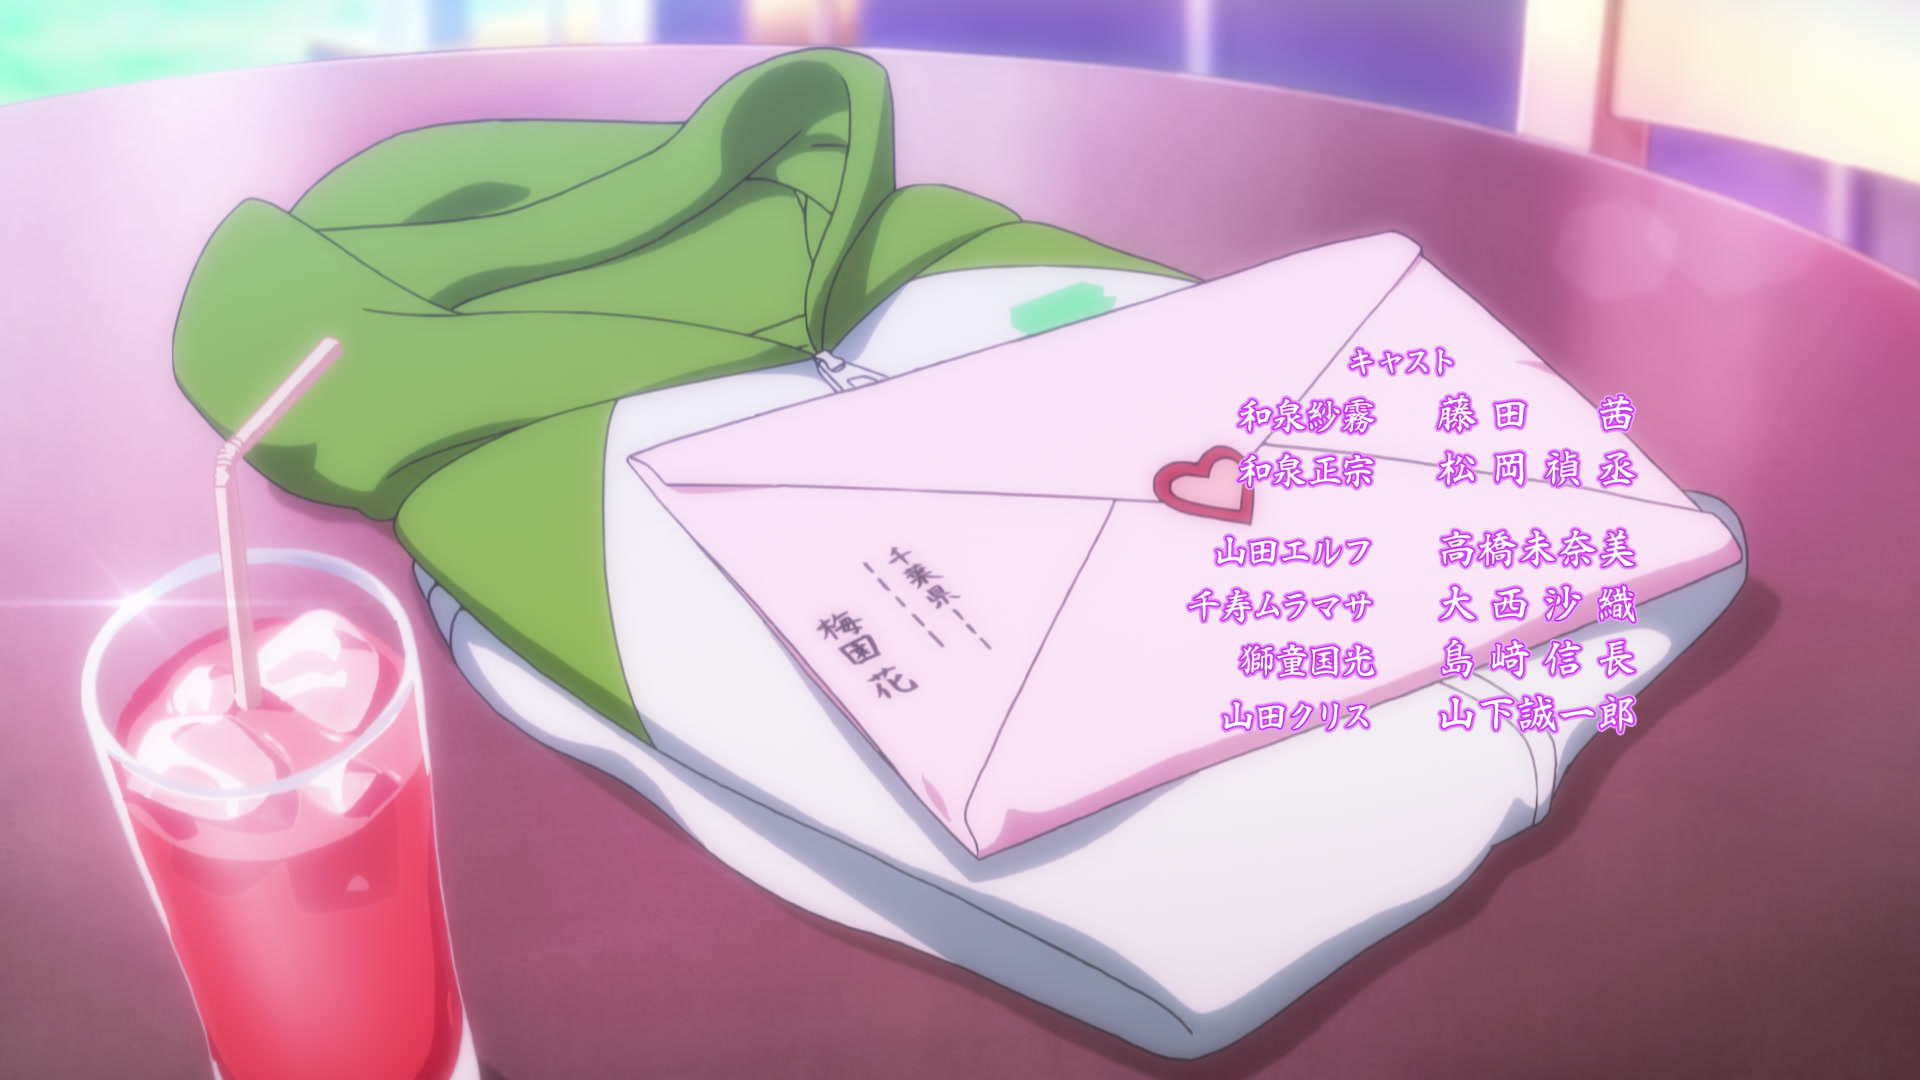 キャスト
和泉紗霧 藤田 茜
和泉正宗 松岡禎丞
山田エルフ 高橋未奈美
千寿ムラマサ 大西沙織
獅童国光 島﨑信長
山田クリス 山下誠一郎
千葉県
梅園花